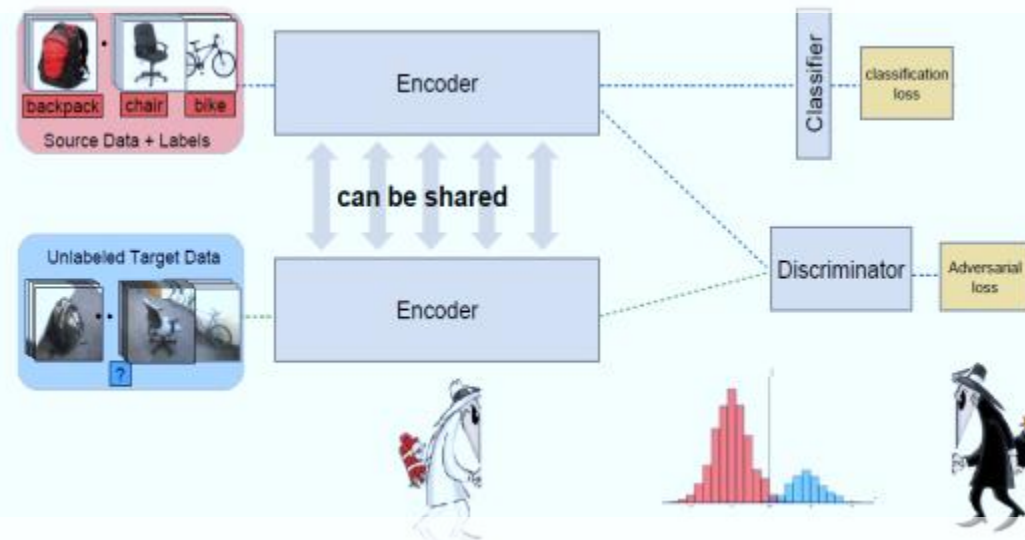 backpack
chair
bike
Source Data + Labels
Encoder
Classifier
classification
loss
can be shared
Unlabeled Target Data
?
Encoder
Discriminator
Adversarial
loss